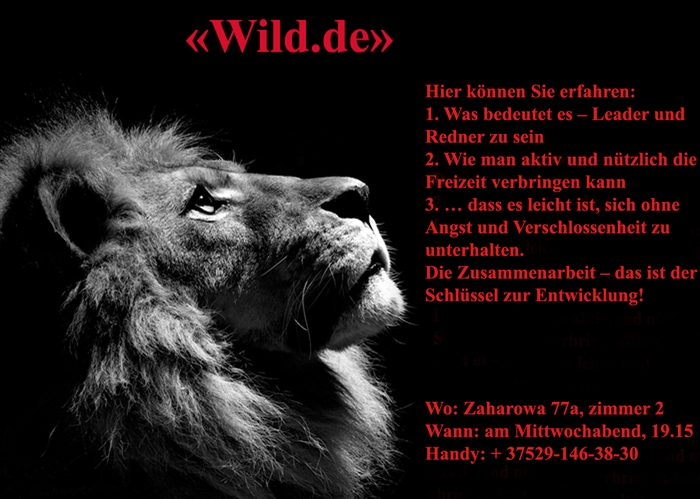 «Wild.de»
Hier können Sie erfahren:
1. Was bedeutet es – Leader und
Redner zu sein
2. Wie man aktiv und nützlich die
Freizeit verbringen kann
3. … dass es leicht ist, sich ohne
Angst und Verschlossenheit zu
unterhalten.
Die Zusammenarbeit – das ist der
Schlüssel zur Entwicklung!
Wo: Zaharowa 77a, zimmer 2
Wann: am Mittwochabend, 19.15
Handy: + 37529-146-38-30